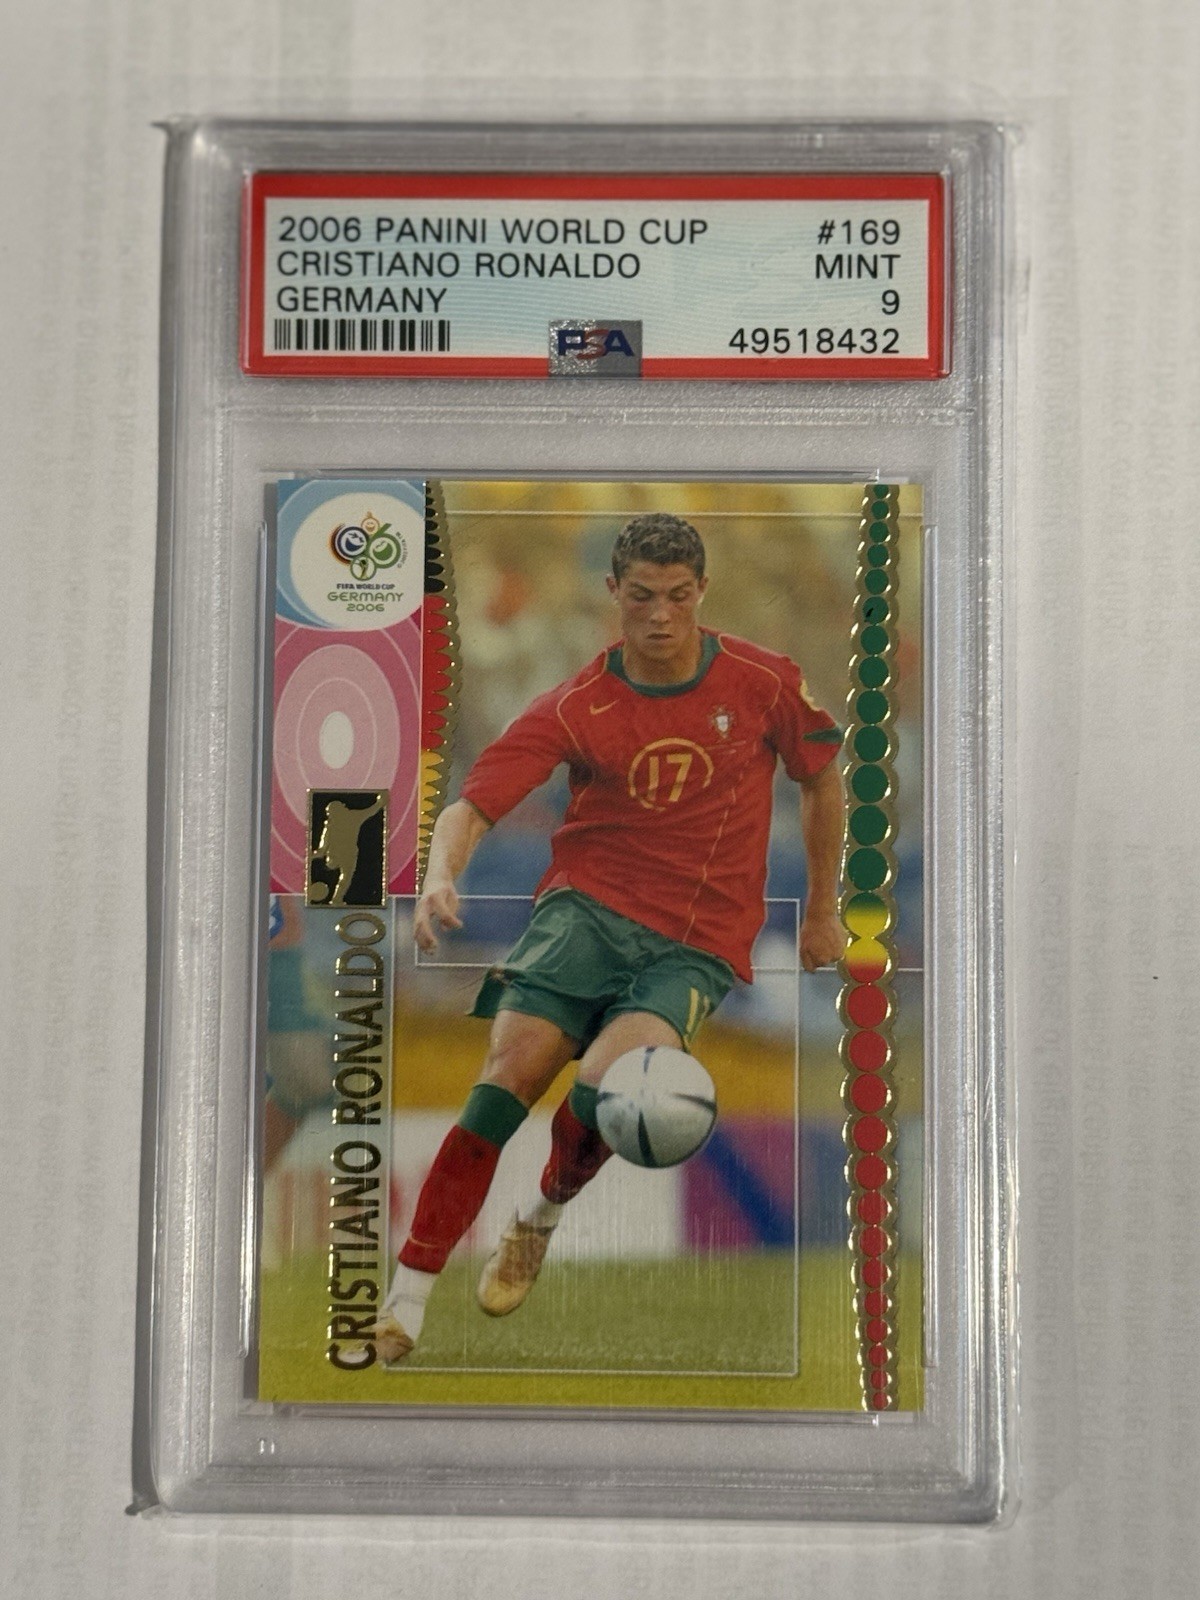 2006 PANINI WORLD CUP #169
CRISTIANO RONALDO MINT
GERMANY 9
PSA 49518432
FIFA WORLD CUP
GERMANY
2006
17
CRISTIANO RONALDO